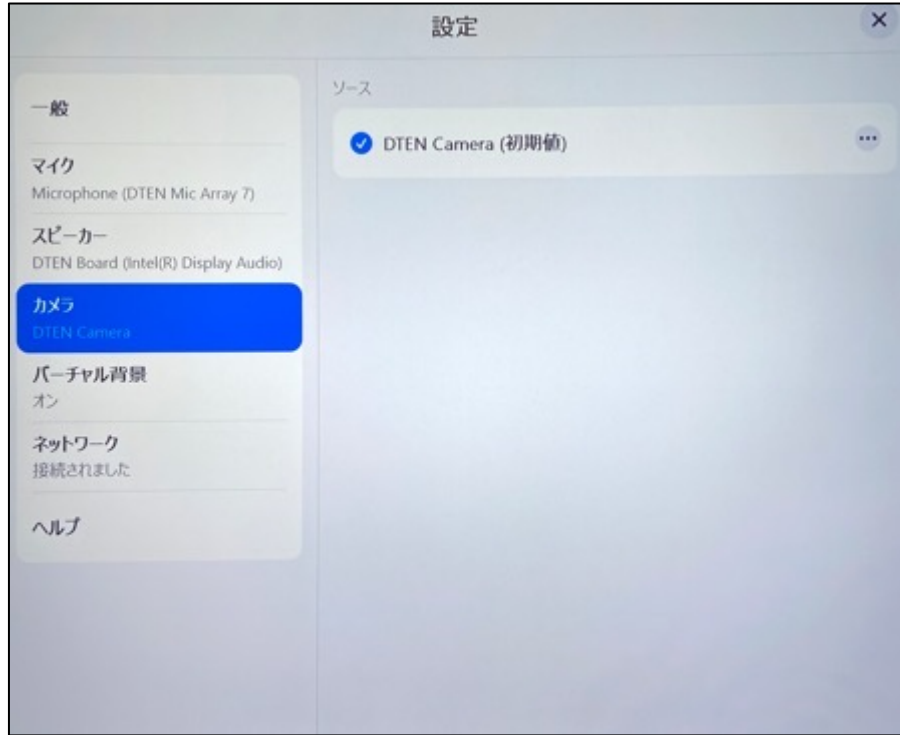 設定
一般
マイク
Microphone (DTEN Mic Array 7)
スピーカー
DTEN Board (Intel(R) Display Audio)
カメラ
DTEN Camera
バーチャル背景
オン
ネットワーク
接続されました
ヘルプ
ソース
DTEN Camera (初期値)